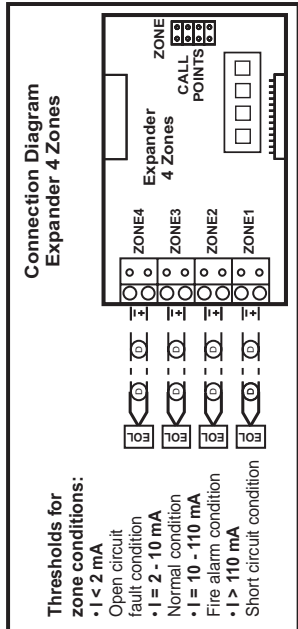 Connection Diagram
Expander 4 Zones
Thresholds for
zone conditions:
• I < 2 mA
Open circuit
fault condition
• I = 2 - 10 mA
Normal condition
• I = 10 - 110 mA
Fire alarm condition
• I > 110 mA
Short circuit condition
EOL D D – + ZONE4
EOL D D – + ZONE3
EOL D D – + ZONE2
EOL D D – + ZONE1
Expander
4 Zones
ZONE
CALL
POINTS